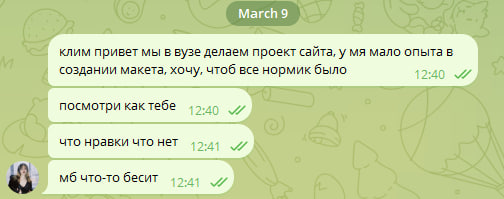 March 9
клим привет мы в вузе делаем проект сайта, у мя мало опыта в
создании макета, хочу, чтоб все нормик было
12:40
посмотри как тебе
12:40
что нравки что нет
12:41
мб что-то бесит
12:41